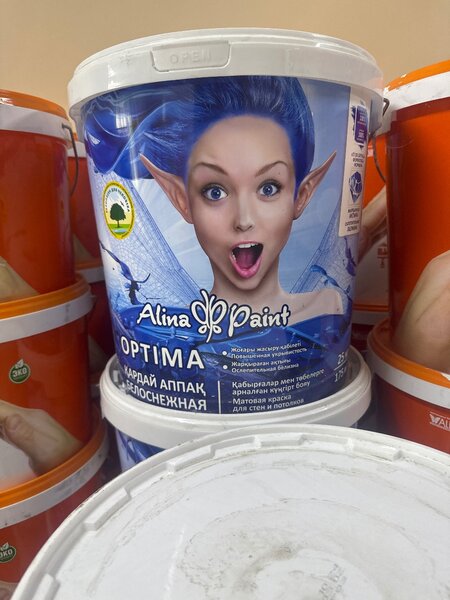 OPEN
Alina Paint
OPTIMA
ҚАРДАЙ АППАҚ
БЕЛОСНЕЖНАЯ
• Жоғары жасыру қабілеті
Повышенная укрывистость
• Жарқыраған ақтығы
Ослепительная белизна
Қабырғалар мен төбелерге
арналған күңгірт бояу
Матовая краска
для стен и потолков
25
ЭКО
ЭКО